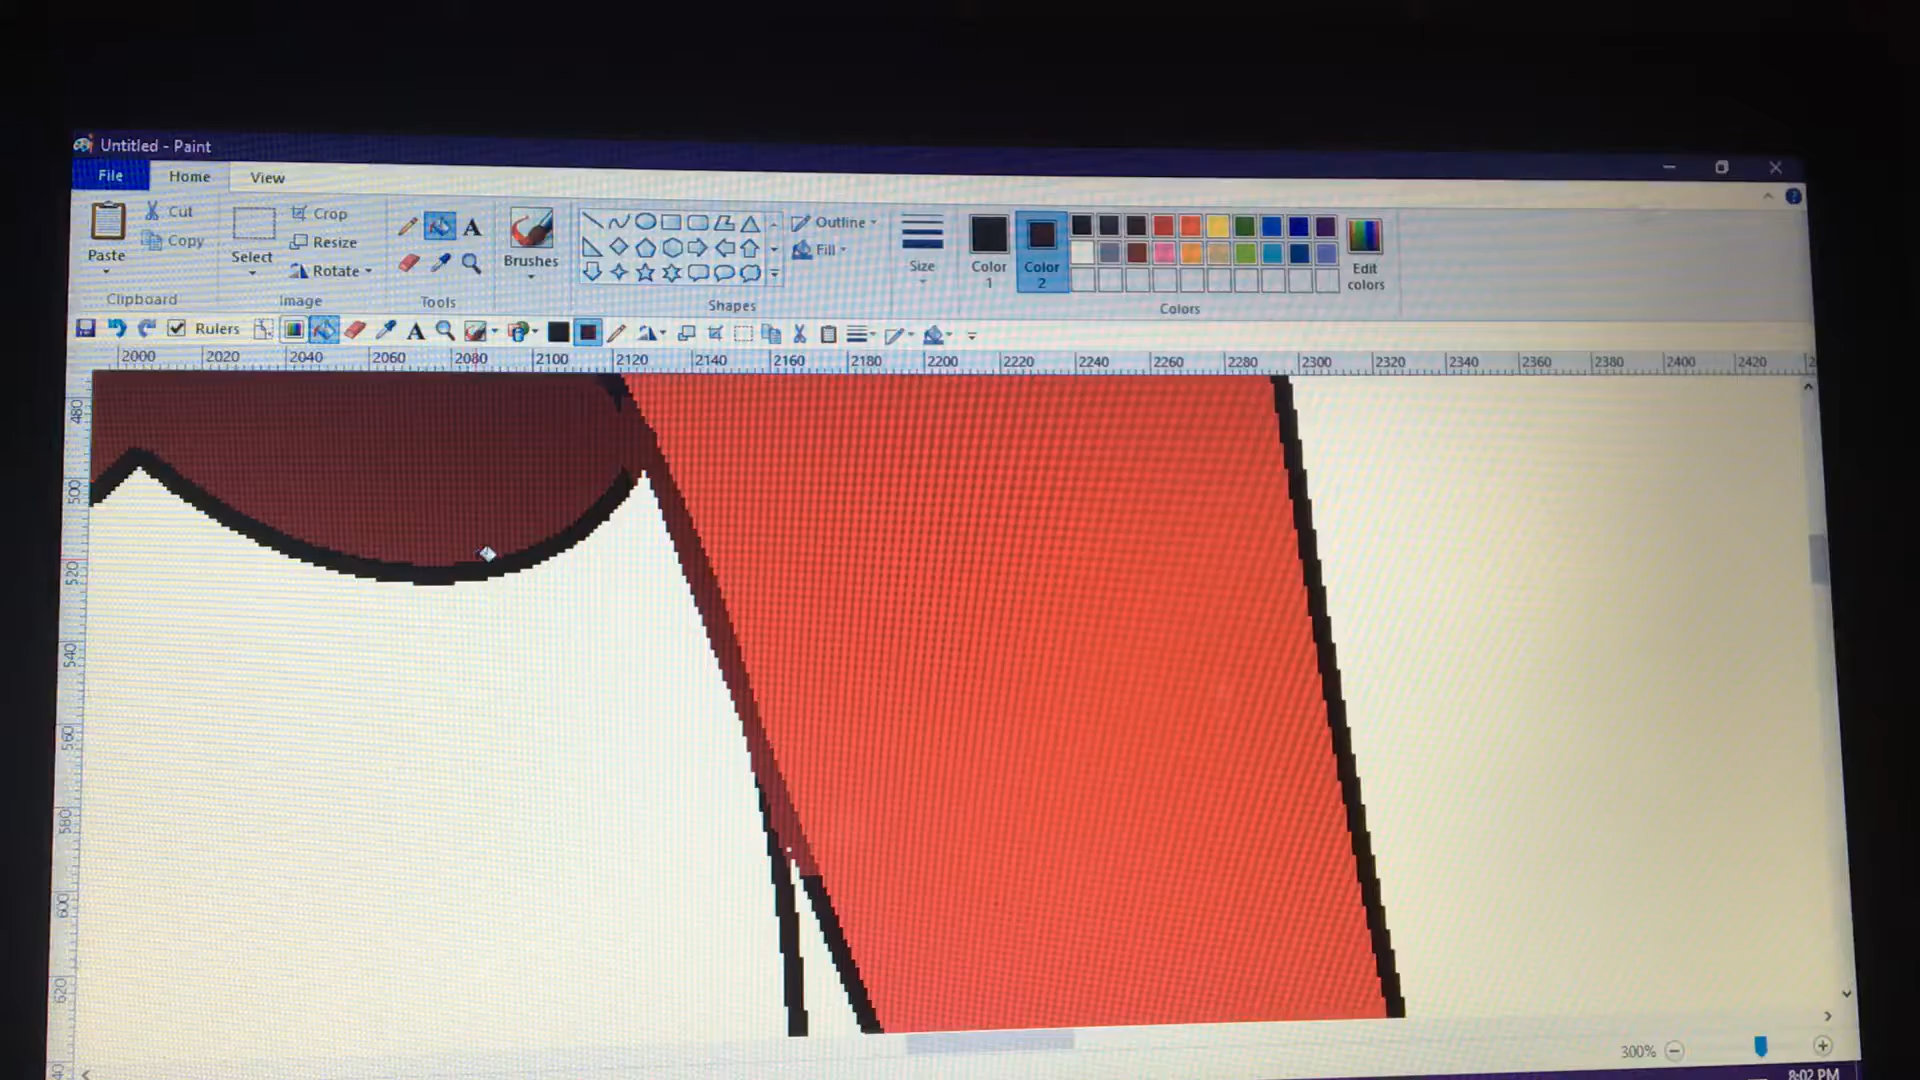 Untitled - Paint
File Home View
Paste Cut Copy
Clipboard
Select Crop Resize Rotate
Image
A
Tools
Brushes
Outline
Fill
Shapes
Size
Color 1
Color 2
Edit colors
Colors
Rulers A
2000 2020 2040 2060 2080 2100 2120 2140 2160 2180 2200 2220 2240 2260 2280 2300 2320 2340 2360 2380 2400 2420
480
500
520
540
560
580
600
620
300%
8:02 PM